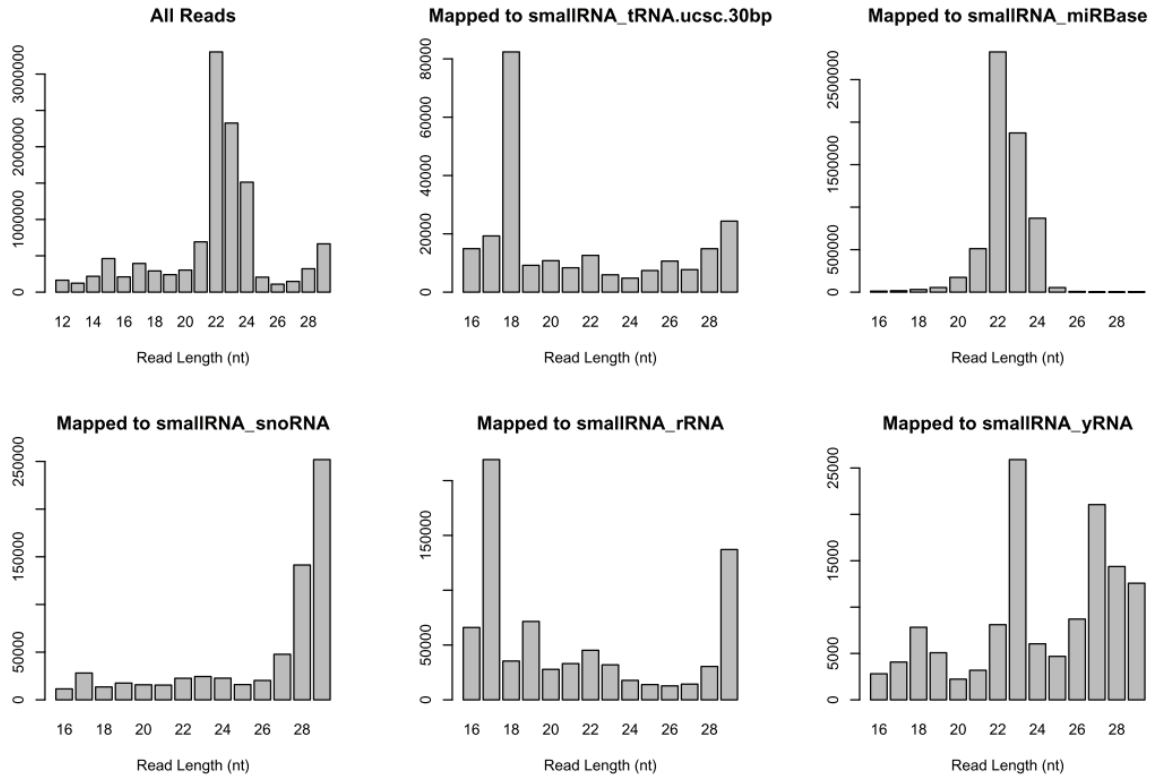 All Reads
3000000
2000000
1000000
0
12 14 16 18 20 22 24 26 28
Read Length (nt)
Mapped to smallRNA_tRNA.ucsc.30bp
80000
60000
40000
20000
0
16 18 20 22 24 26 28
Read Length (nt)
Mapped to smallRNA_miRBase
2500000
1500000
500000
0
16 18 20 22 24 26 28
Read Length (nt)
Mapped to smallRNA_snoRNA
250000
150000
50000
0
16 18 20 22 24 26 28
Read Length (nt)
Mapped to smallRNA_rRNA
150000
50000
0
16 18 20 22 24 26 28
Read Length (nt)
Mapped to smallRNA_yRNA
25000
15000
5000
0
16 18 20 22 24 26 28
Read Length (nt)